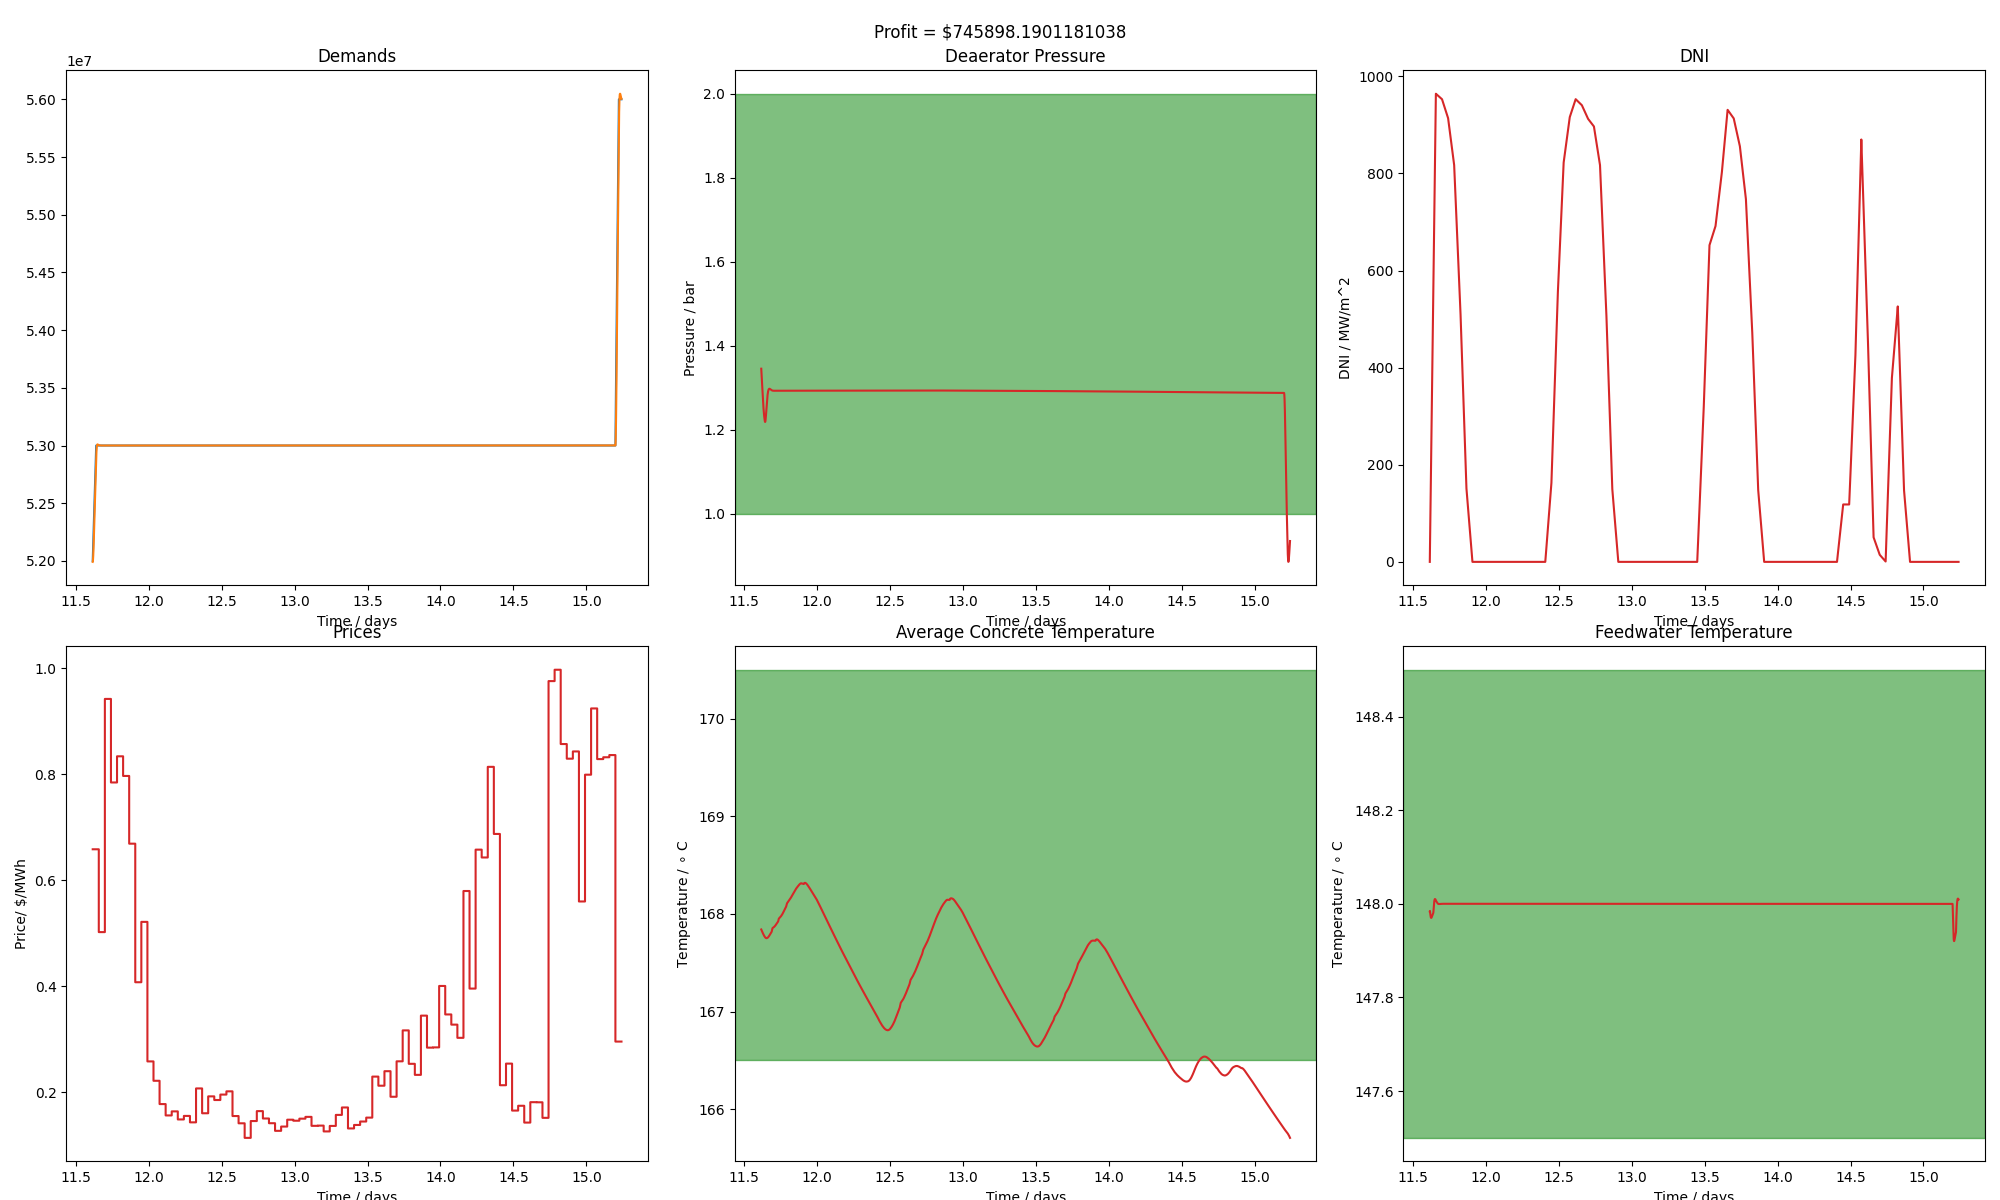 Profit = $745898.1901181038
Demands
1e7
5.60
5.55
5.50
5.45
5.40
5.35
5.30
5.25
5.20
11.5 12.0 12.5 13.0 13.5 14.0 14.5 15.0
Time / days
Deaerator Pressure
Pressure / bar
2.0
1.8
1.6
1.4
1.2
1.0
11.5 12.0 12.5 13.0 13.5 14.0 14.5 15.0
Time / days
DNI
DNI / MW/m^2
1000
800
600
400
200
0
11.5 12.0 12.5 13.0 13.5 14.0 14.5 15.0
Time / days
Prices
Price/ $/MWh
1.0
0.8
0.6
0.4
0.2
11.5 12.0 12.5 13.0 13.5 14.0 14.5 15.0
Time / days
Average Concrete Temperature
Temperature / ∘ C
170
169
168
167
166
11.5 12.0 12.5 13.0 13.5 14.0 14.5 15.0
Time / days
Feedwater Temperature
Temperature / ∘ C
148.4
148.2
148.0
147.8
147.6
11.5 12.0 12.5 13.0 13.5 14.0 14.5 15.0
Time / days